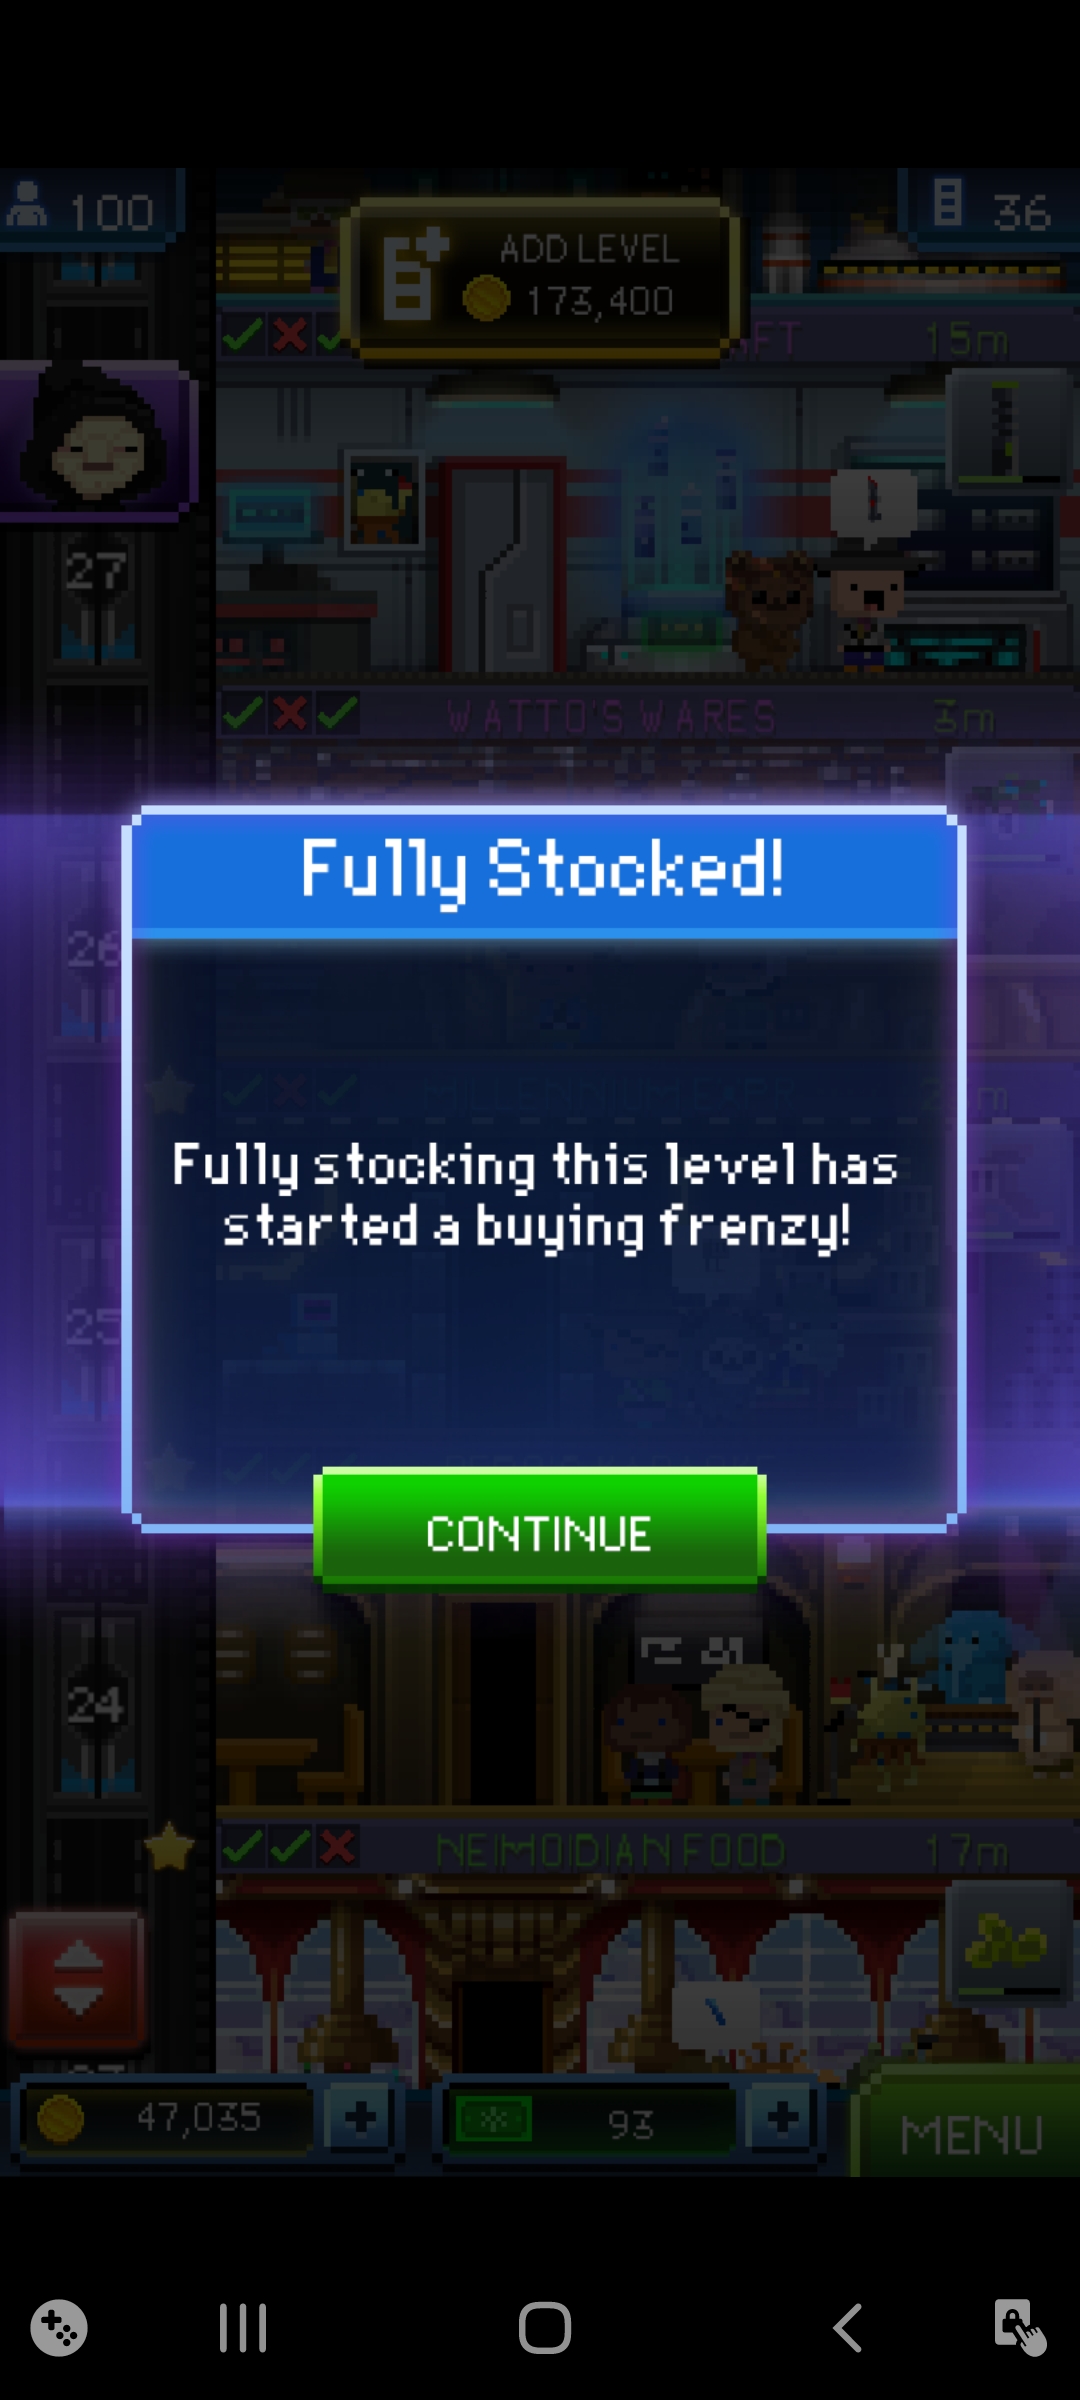 100
ADD LEVEL
173,400
36
15m
27
WATTO'S WARES
3m
Fully Stocked!
26
Fully stocking this level has
started a buying frenzy!
25
CONTINUE
24
NEIMOIDIAN FOOD
17m
47,035
93
MENU